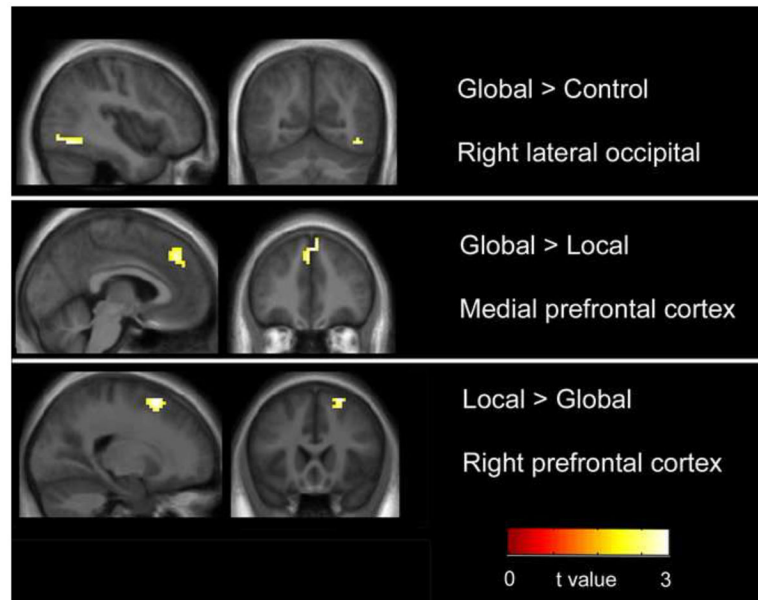 Global > Control
Right lateral occipital
Global > Local
Medial prefrontal cortex
Local > Global
Right prefrontal cortex
0 t value 3